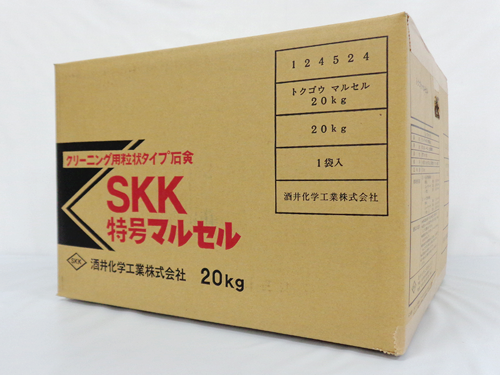 クリーニング用粒状タイプ石鹸
SKK
特号マルセル
SKK
酒井化学工業株式会社 20kg
124524
トクゴウ マルセル
20kg
20kg
1袋入
酒井化学工業株式会社